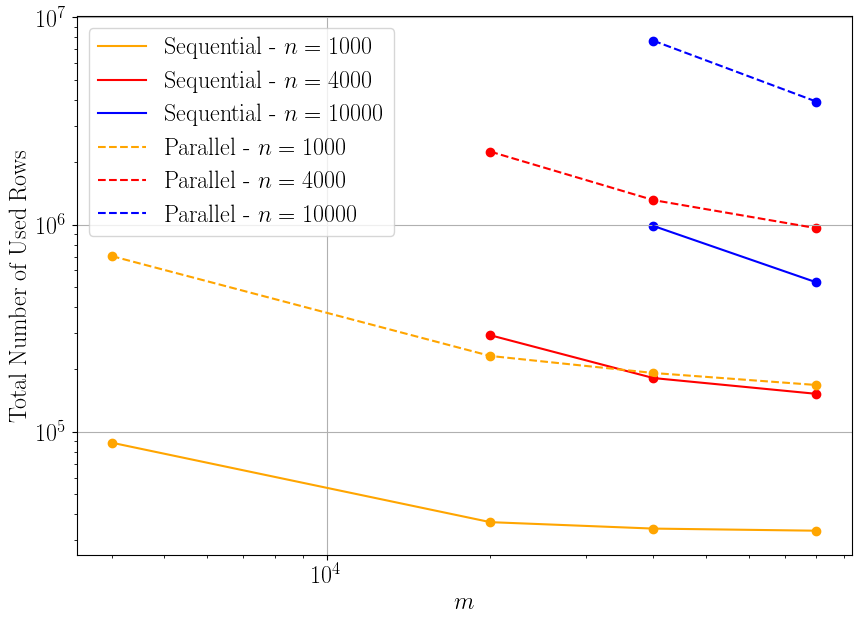 10^7
Sequential - n = 1000
Sequential - n = 4000
Sequential - n = 10000
Parallel - n = 1000
Parallel - n = 4000
Parallel - n = 10000
10^6
10^5
Total Number of Used Rows
10^4
m